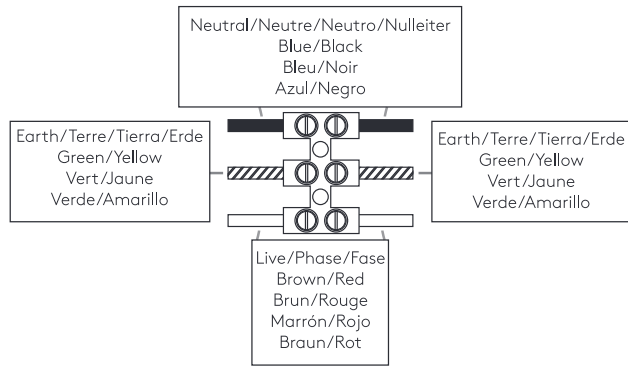 Neutral/Neutre/Neutro/Nulleiter
Blue/Black
Bleu/Noir
Azul/Negro
Earth/Terre/Tierra/Erde
Green/Yellow
Vert/Jaune
Verde/Amarillo
Earth/Terre/Tierra/Erde
Green/Yellow
Vert/Jaune
Verde/Amarillo
Live/Phase/Fase
Brown/Red
Brun/Rouge
Marrón/Rojo
Braun/Rot